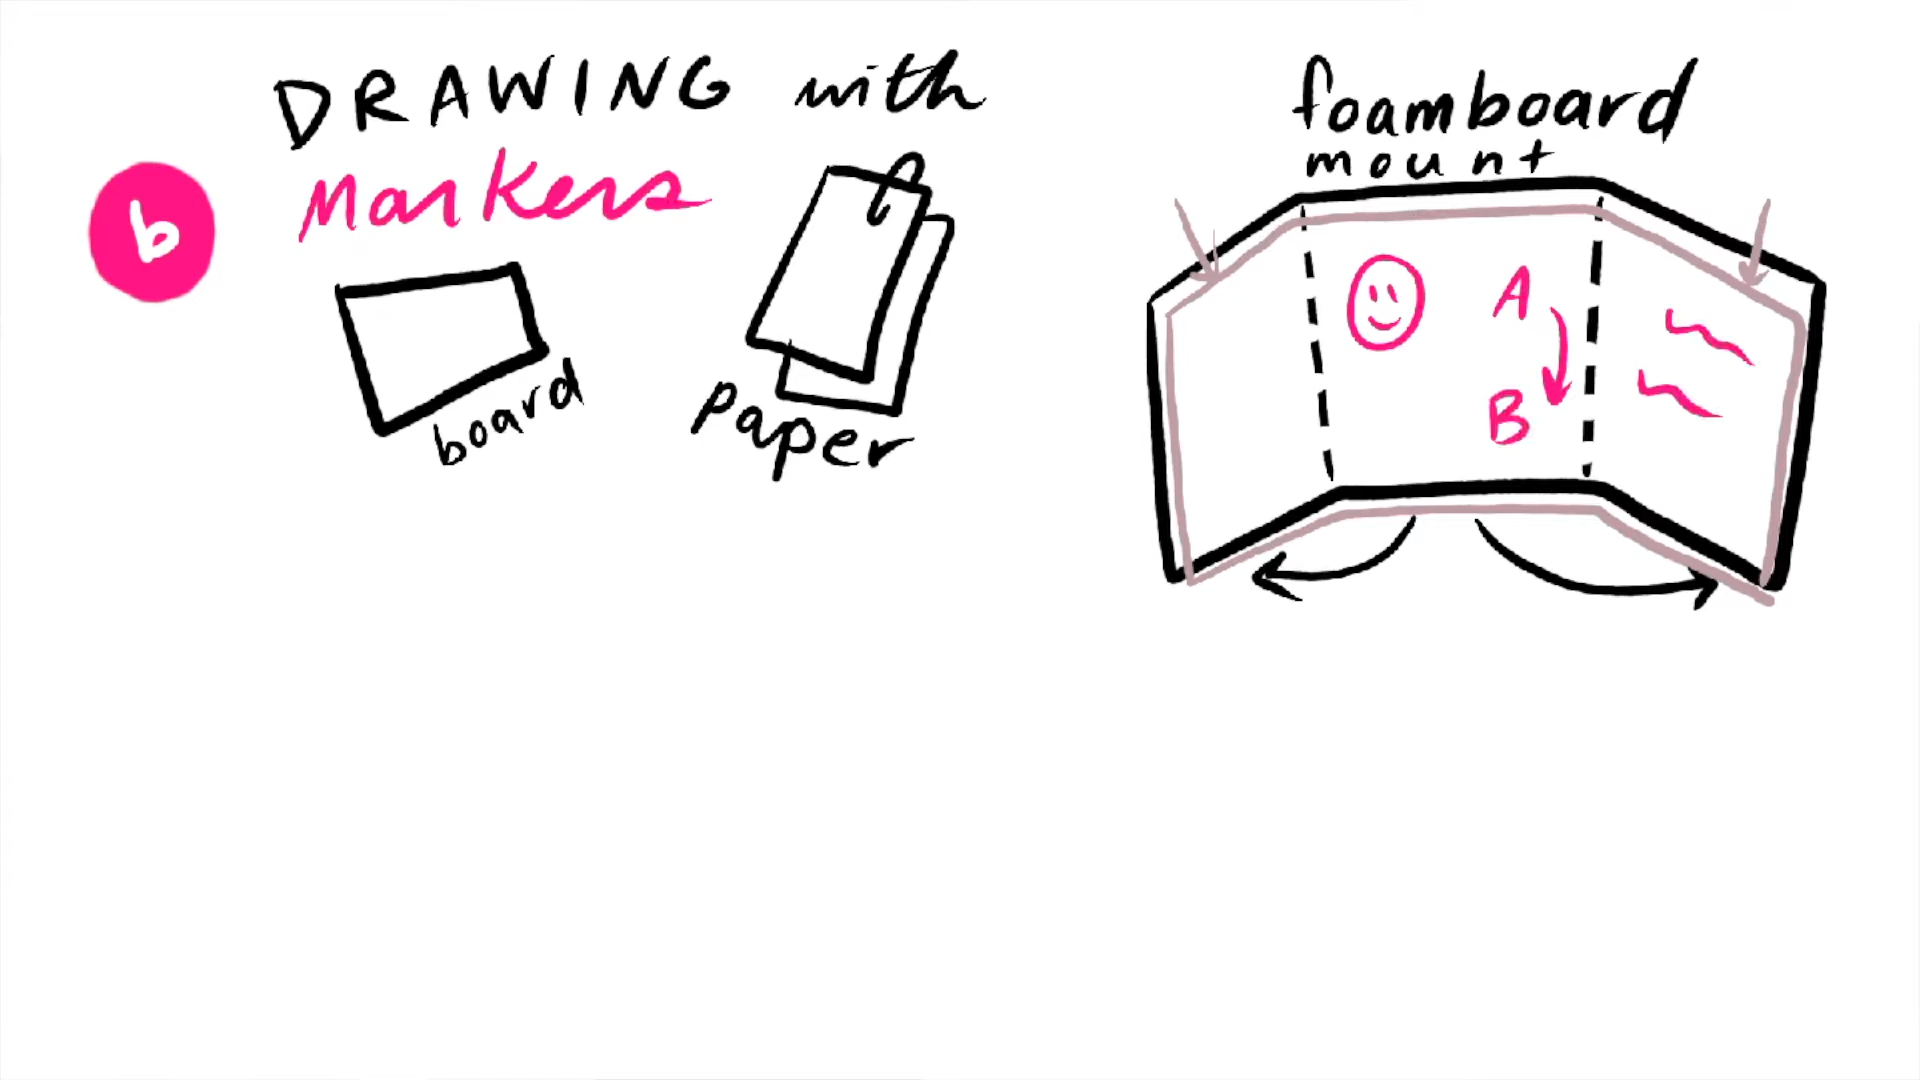 b
DRAWING with
Markers
board
paper
foamboard
mount
A
B